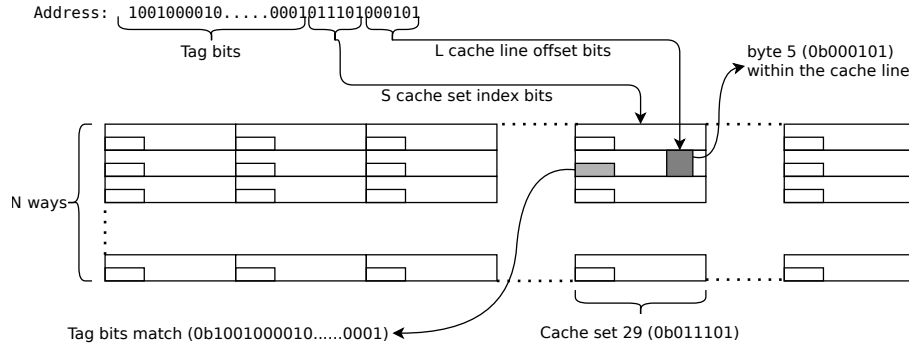 Address: 1001000010.....0001011101000101
Tag bits
L cache line offset bits
byte 5 (0b000101)
within the cache line
S cache set index bits
N ways
Tag bits match (0b1001000010......0001)
Cache set 29 (0b011101)